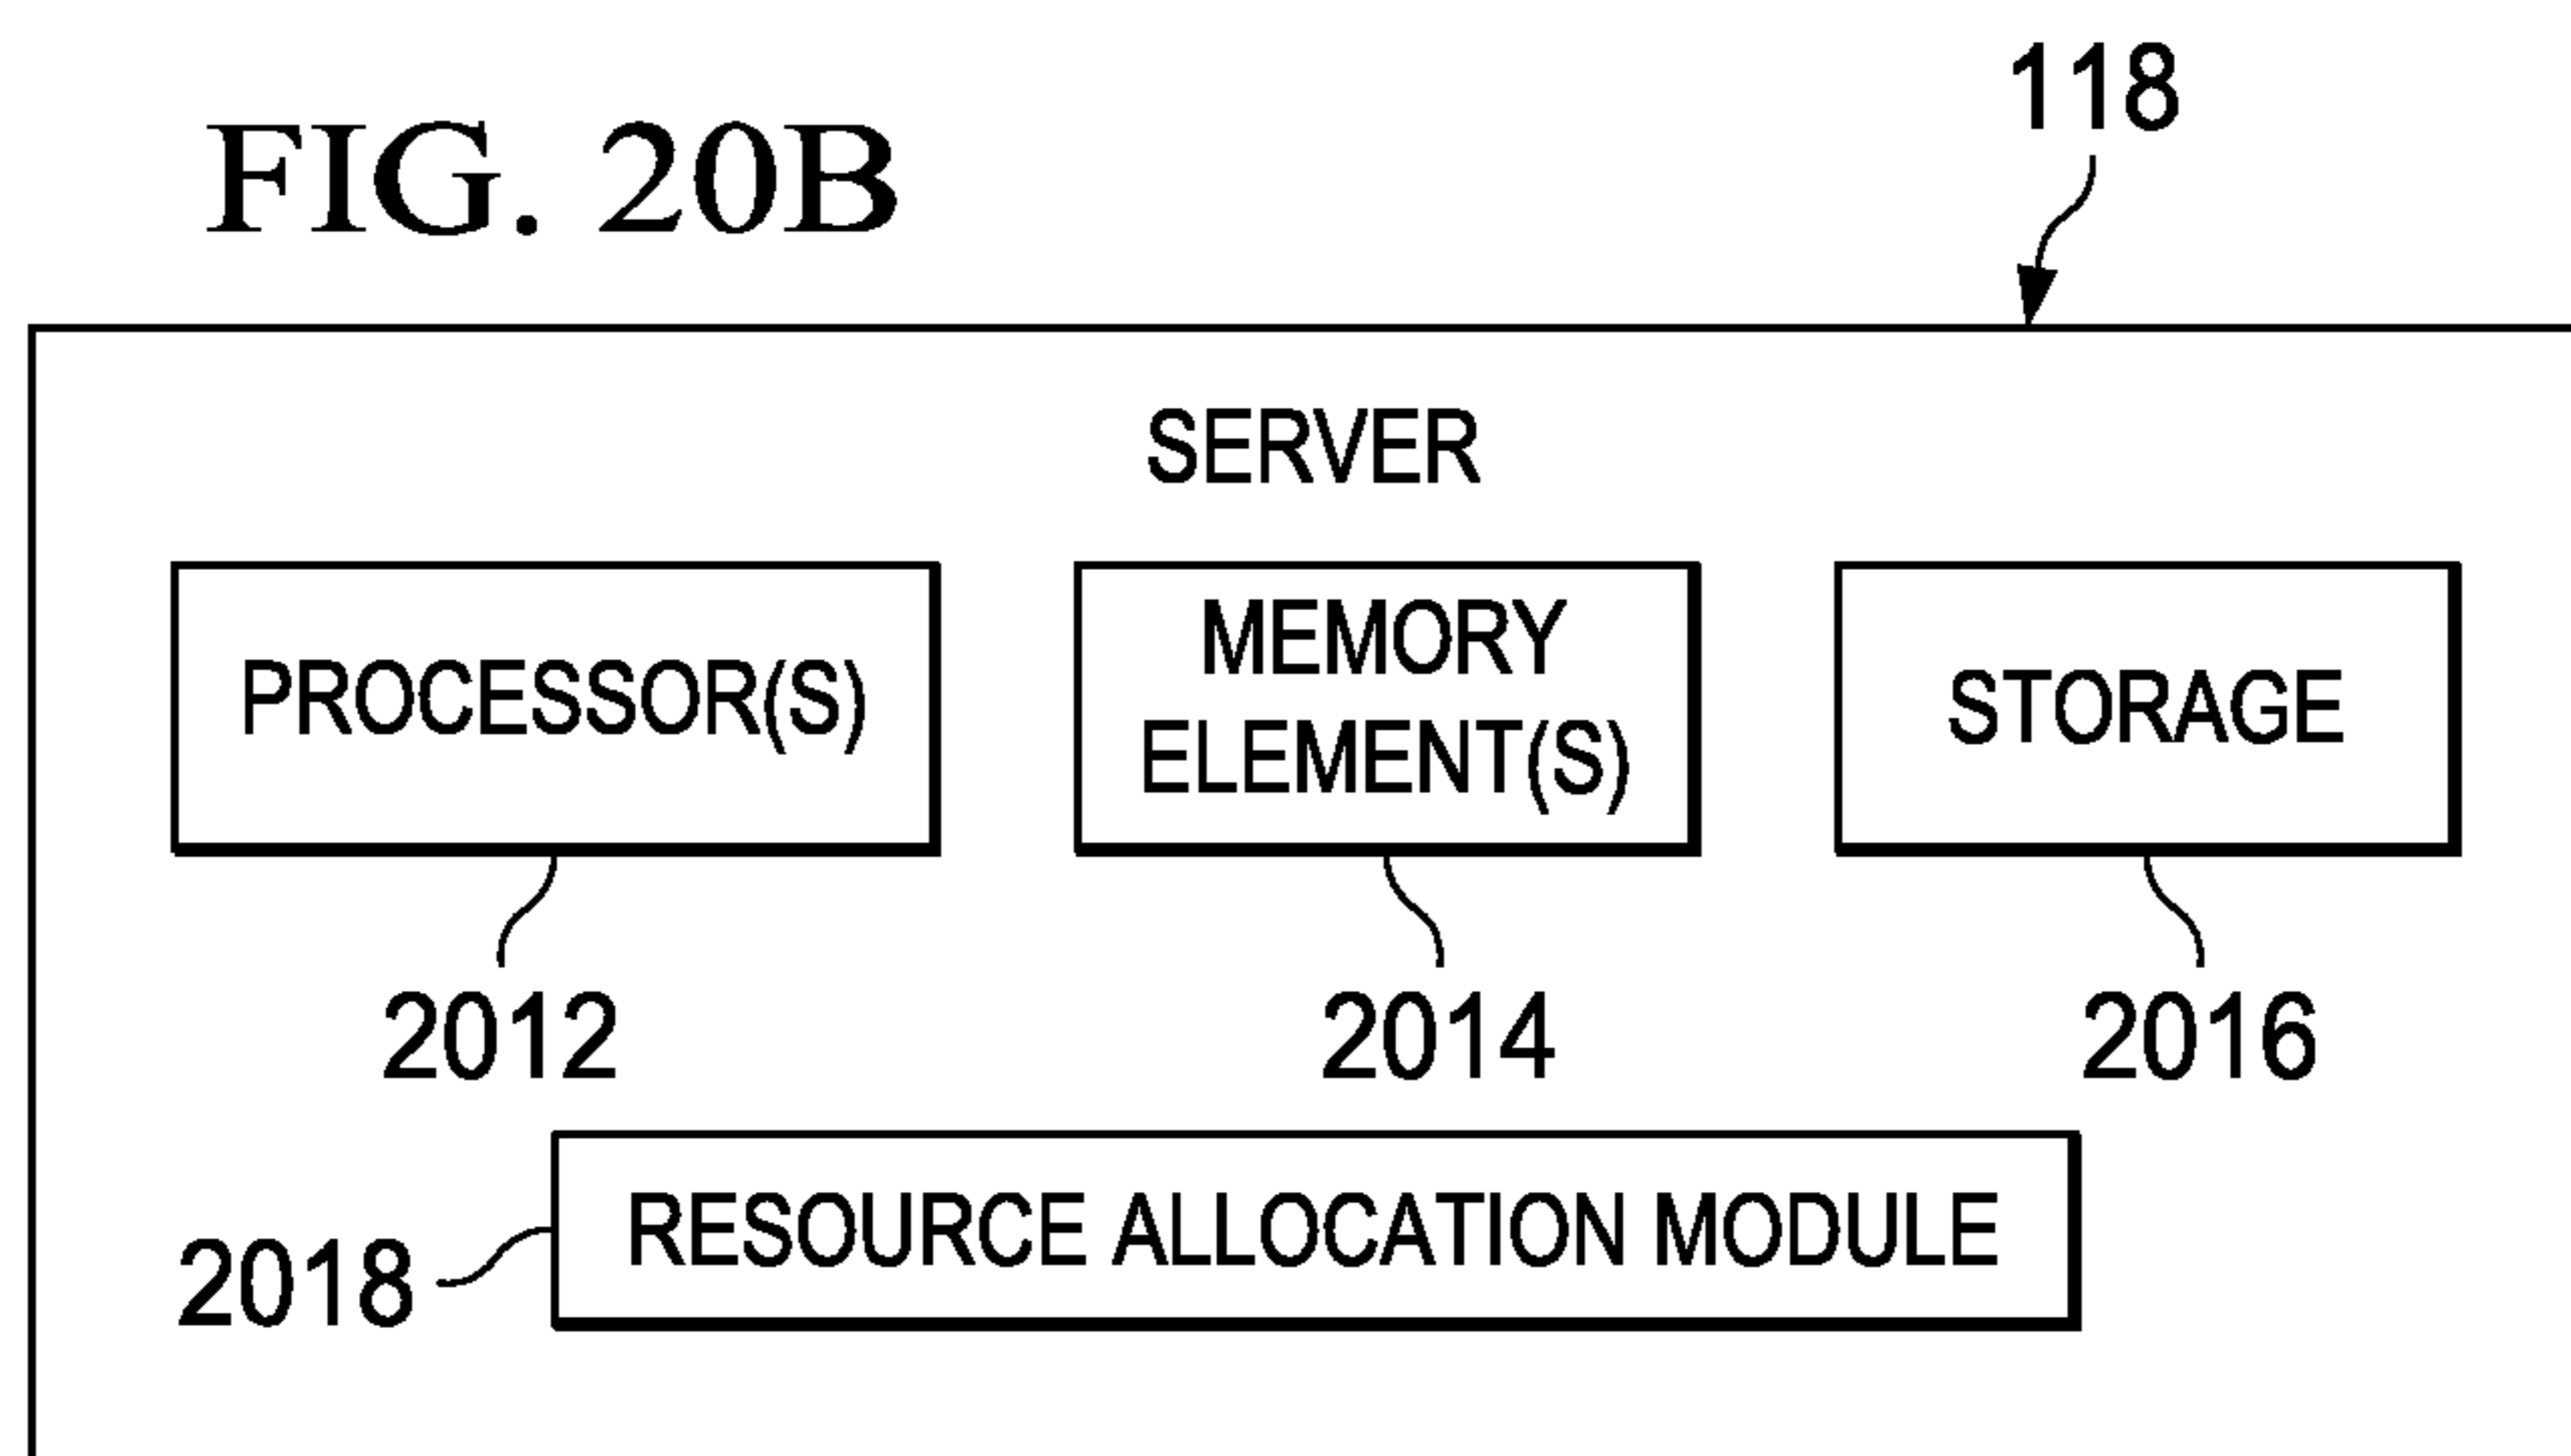 118
FIG. 20B
SERVER
PROCESSOR(S)
MEMORY
ELEMENT(S)
STORAGE
2012
2014
2016
RESOURCE ALLOCATION MODULE
2018